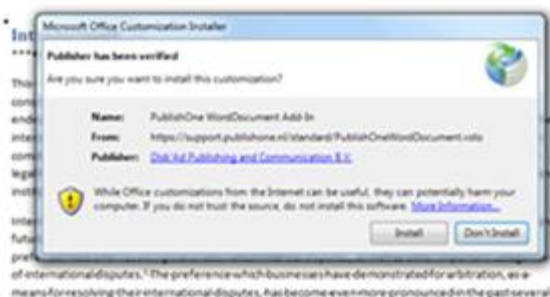 Microsoft Office Customization Installer
Int
Publisher has been verified
Are you sure you want to install this customization?
Name: PublishOne WordDocument Add-In
From: https://support.publishone.nl/standard/PublishOneWordDocument.vsto
Publisher: Disk Ad Publishing and Communication B.V.
While Office customizations from the Internet can be useful, they can potentially harm your
computer. If you do not trust the source, do not install this software. More Information...
Install Don't Install
of international disputes.¹ The preference which businesses have demonstrated for arbitration, as a
means for resolving their international disputes, has become even more pronounced in the past several